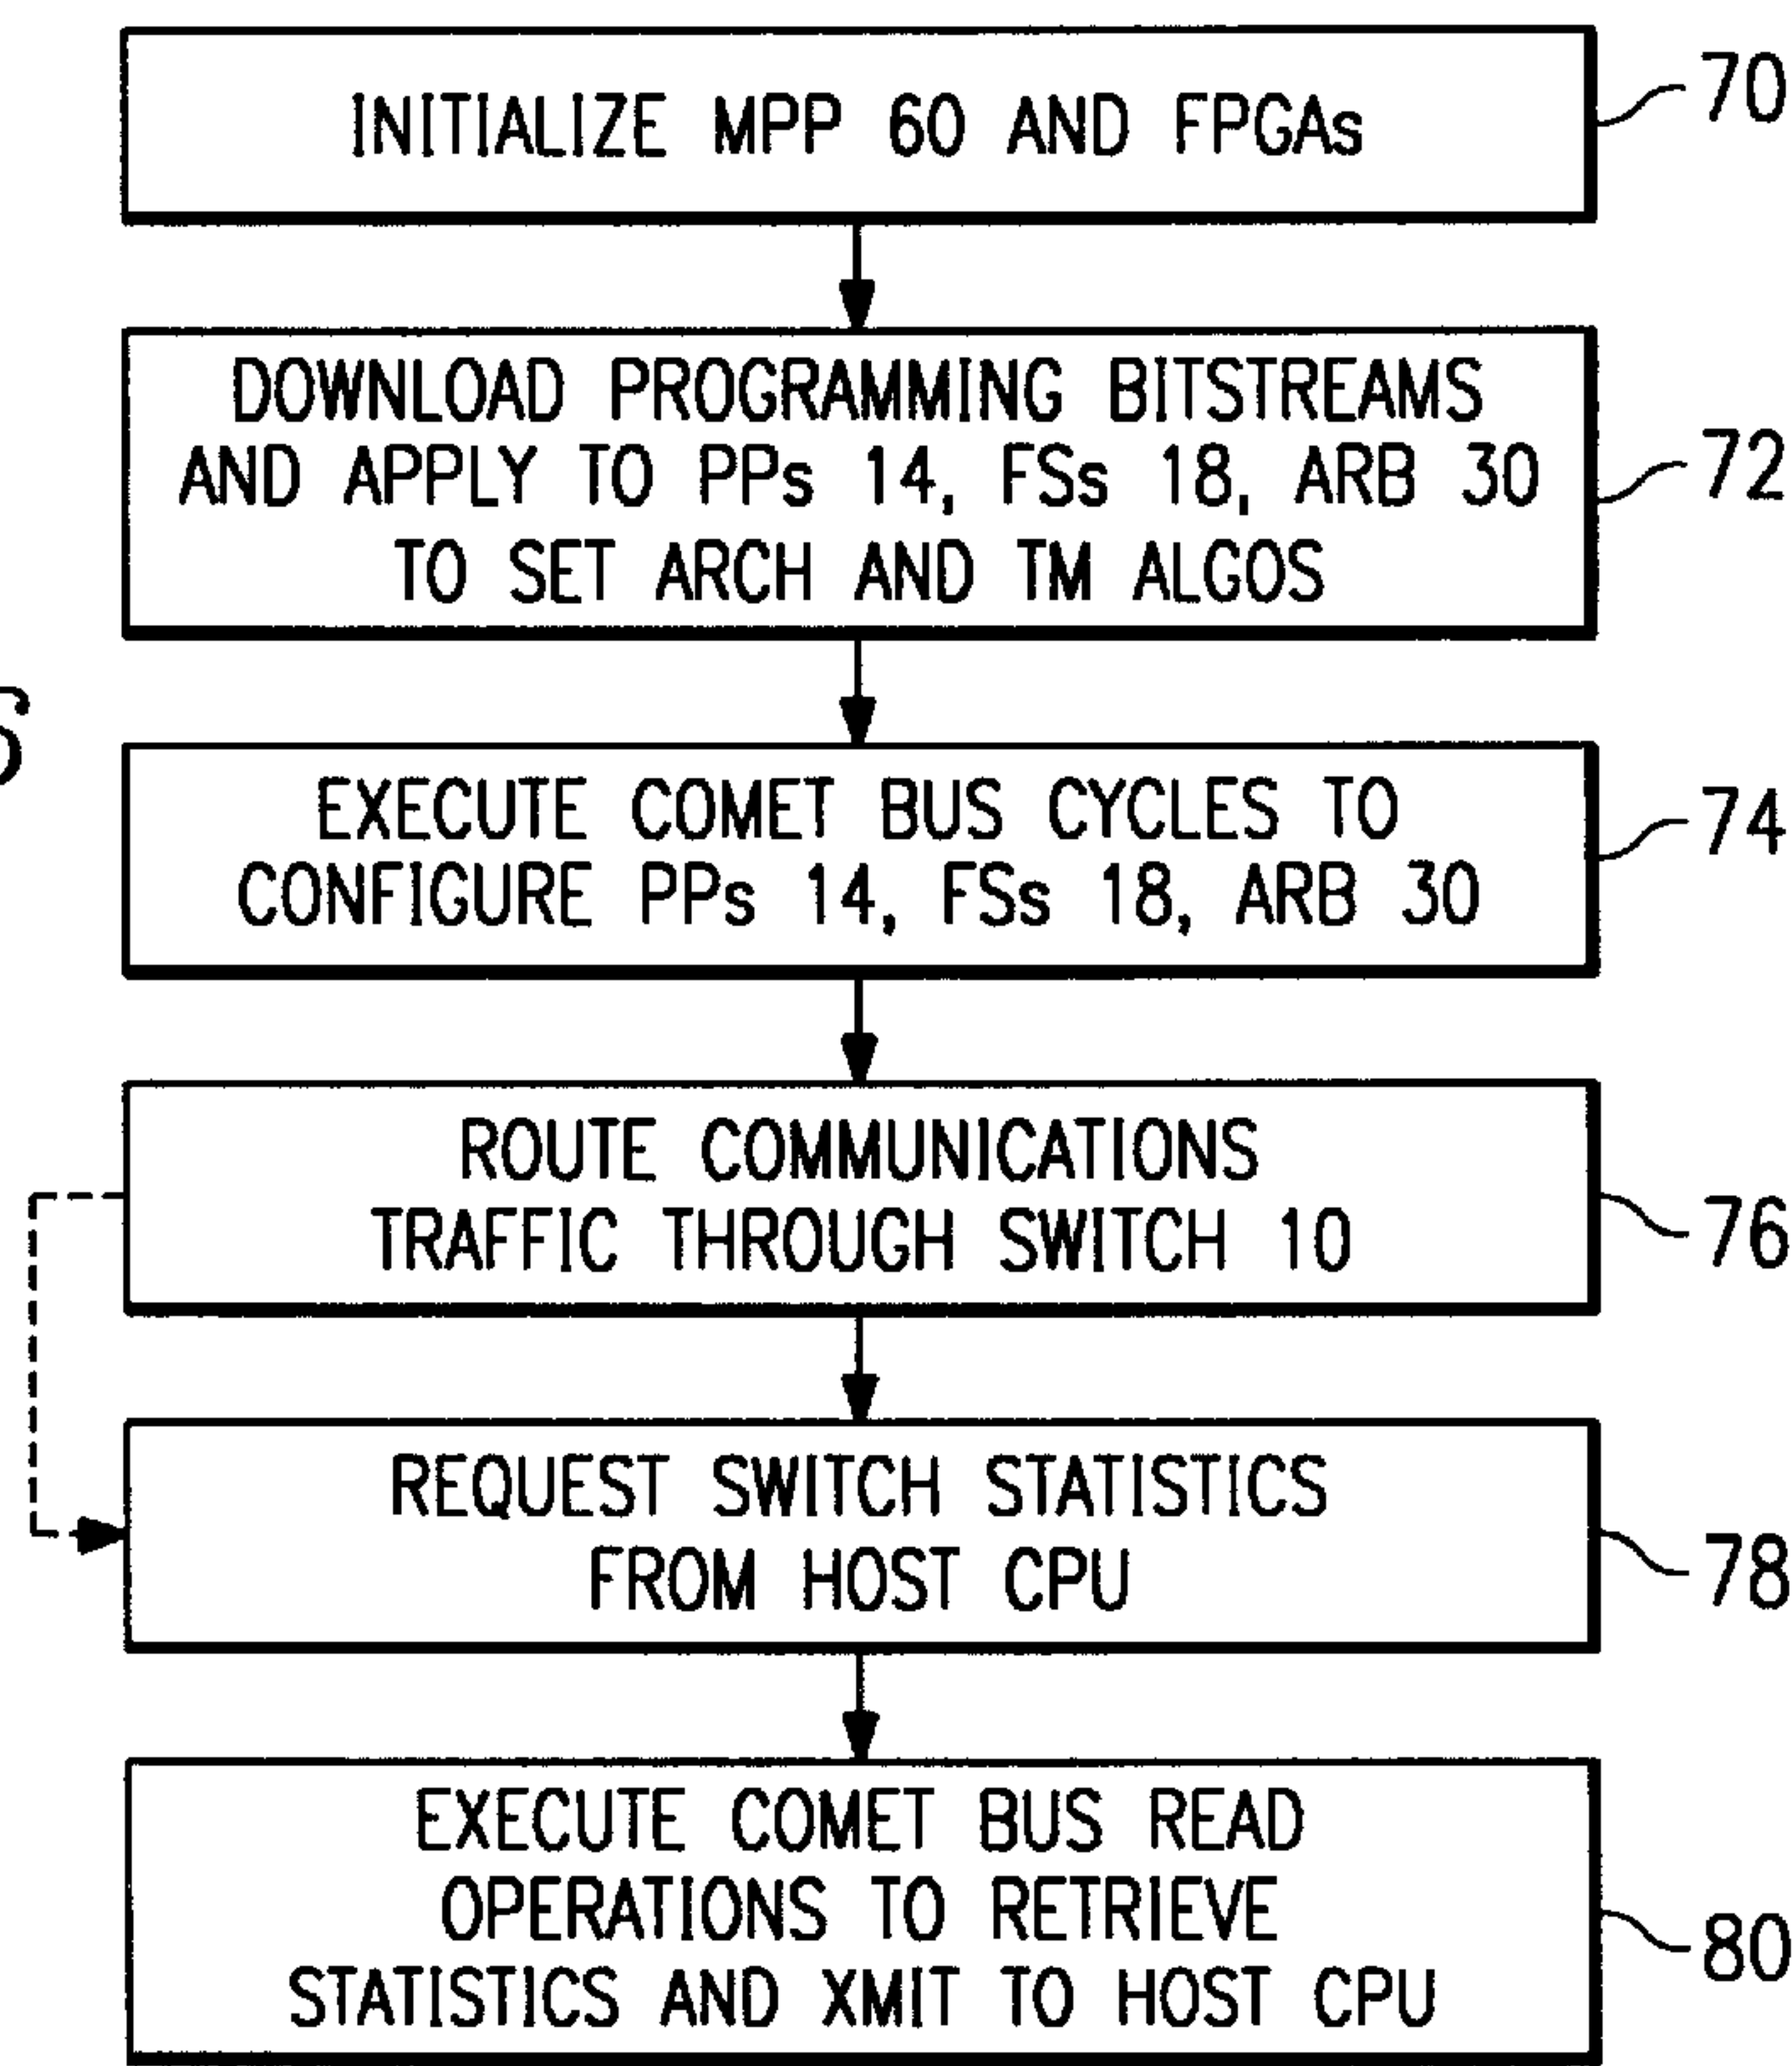 INITIALIZE MPP 60 AND FPGAs
70
DOWNLOAD PROGRAMMING BITSTREAMS
AND APPLY TO PPs 14, FSs 18, ARB 30
TO SET ARCH AND TM ALGOS
72
EXECUTE COMET BUS CYCLES TO
CONFIGURE PPs 14, FSs 18, ARB 30
74
ROUTE COMMUNICATIONS
TRAFFIC THROUGH SWITCH 10
76
REQUEST SWITCH STATISTICS
FROM HOST CPU
78
EXECUTE COMET BUS READ
OPERATIONS TO RETRIEVE
STATISTICS AND XMIT TO HOST CPU
80